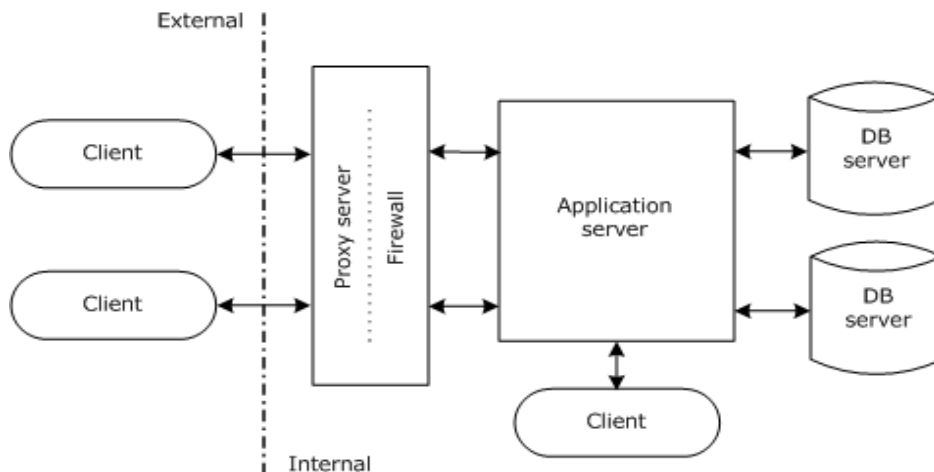 External
Client
Client
Proxy server
Firewall
Application
server
DB
server
DB
server
Client
Internal